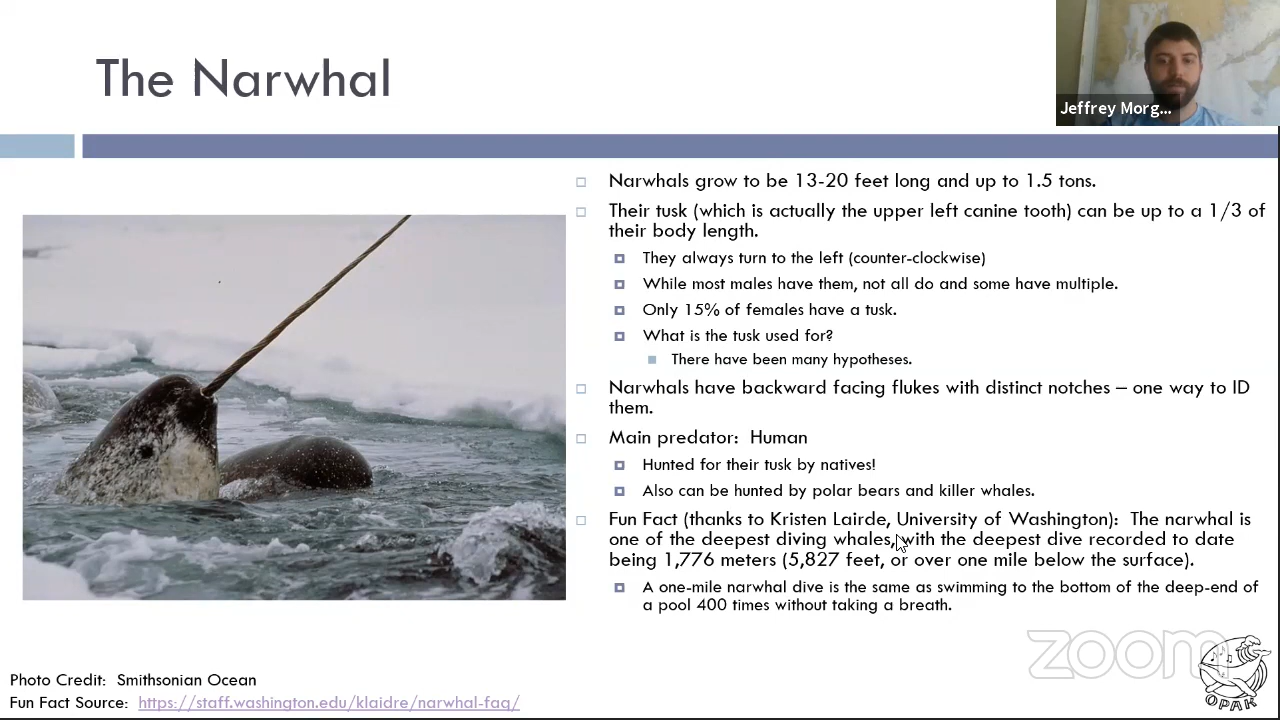 The Narwhal
Jeffrey Morg...
Narwhals grow to be 13-20 feet long and up to 1.5 tons.
Their tusk (which is actually the upper left canine tooth) can be up to a 1/3 of
their body length.
They always turn to the left (counter-clockwise)
While most males have them, not all do and some have multiple.
Only 15% of females have a tusk.
What is the tusk used for?
There have been many hypotheses.
Narwhals have backward facing flukes with distinct notches – one way to ID
them.
Main predator:  Human
Hunted for their tusk by natives!
Also can be hunted by polar bears and killer whales.
Fun Fact (thanks to Kristen Lairde, University of Washington):  The narwhal is
one of the deepest diving whales, with the deepest dive recorded to date
being 1,776 meters (5,827 feet, or over one mile below the surface).
A one-mile narwhal dive is the same as swimming to the bottom of the deep-end of
a pool 400 times without taking a breath.
zoom
OPAK
Photo Credit:  Smithsonian Ocean
Fun Fact Source:  https://staff.washington.edu/klaidre/narwhal-faq/